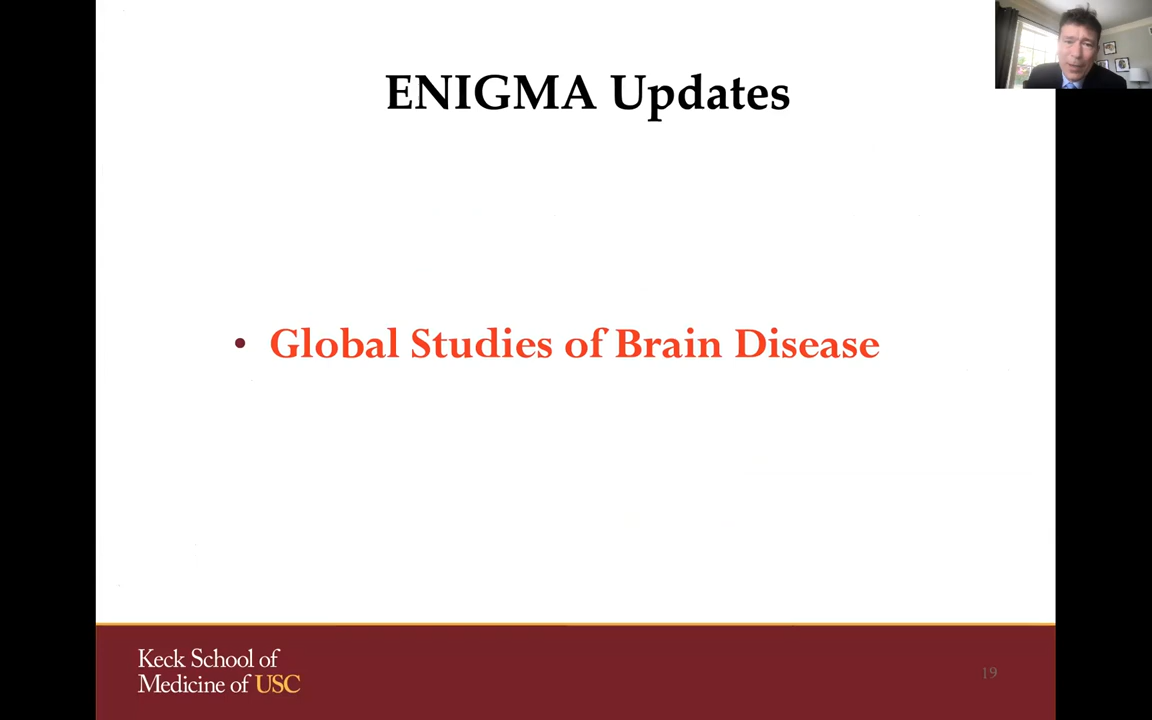 ENIGMA Updates
• Global Studies of Brain Disease
Keck School of
Medicine of USC
19